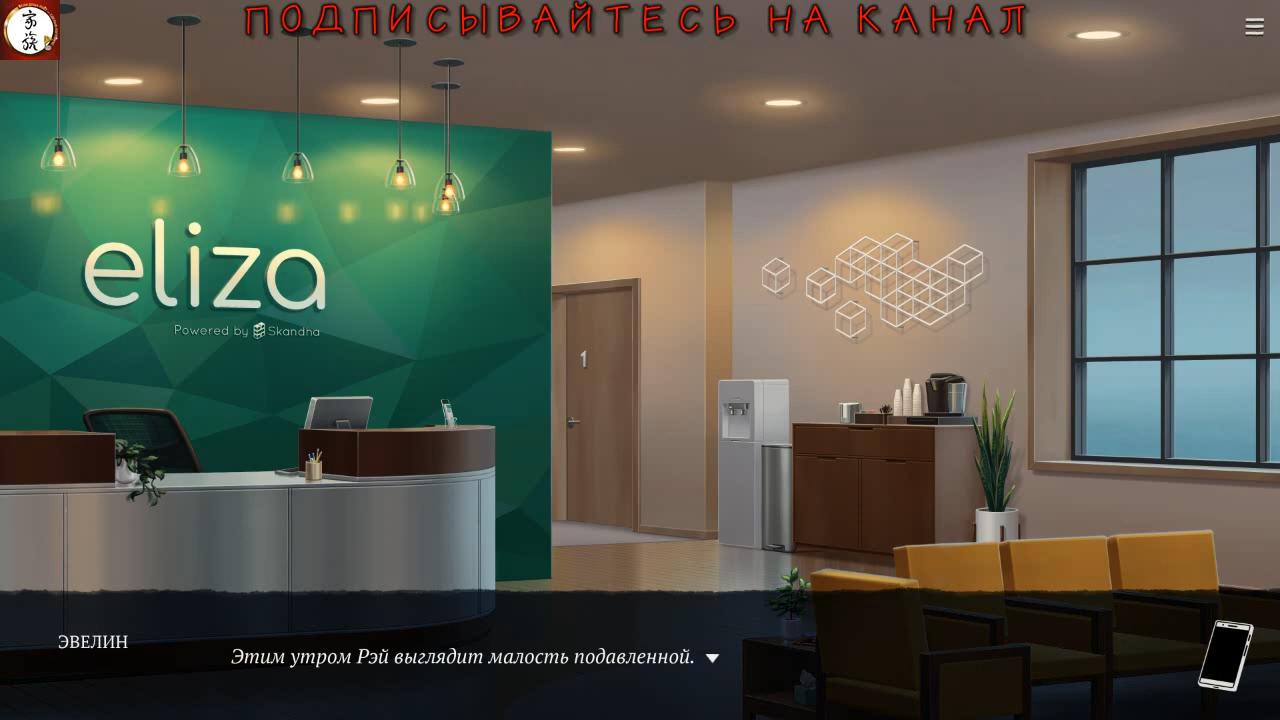 ПОДПИСЫВАЙТЕСЬ НА КАНАЛ
eliza
Powered by Skandha
1
ЭВЕЛИН
Этим утром Рэй выглядит малость подавленной.